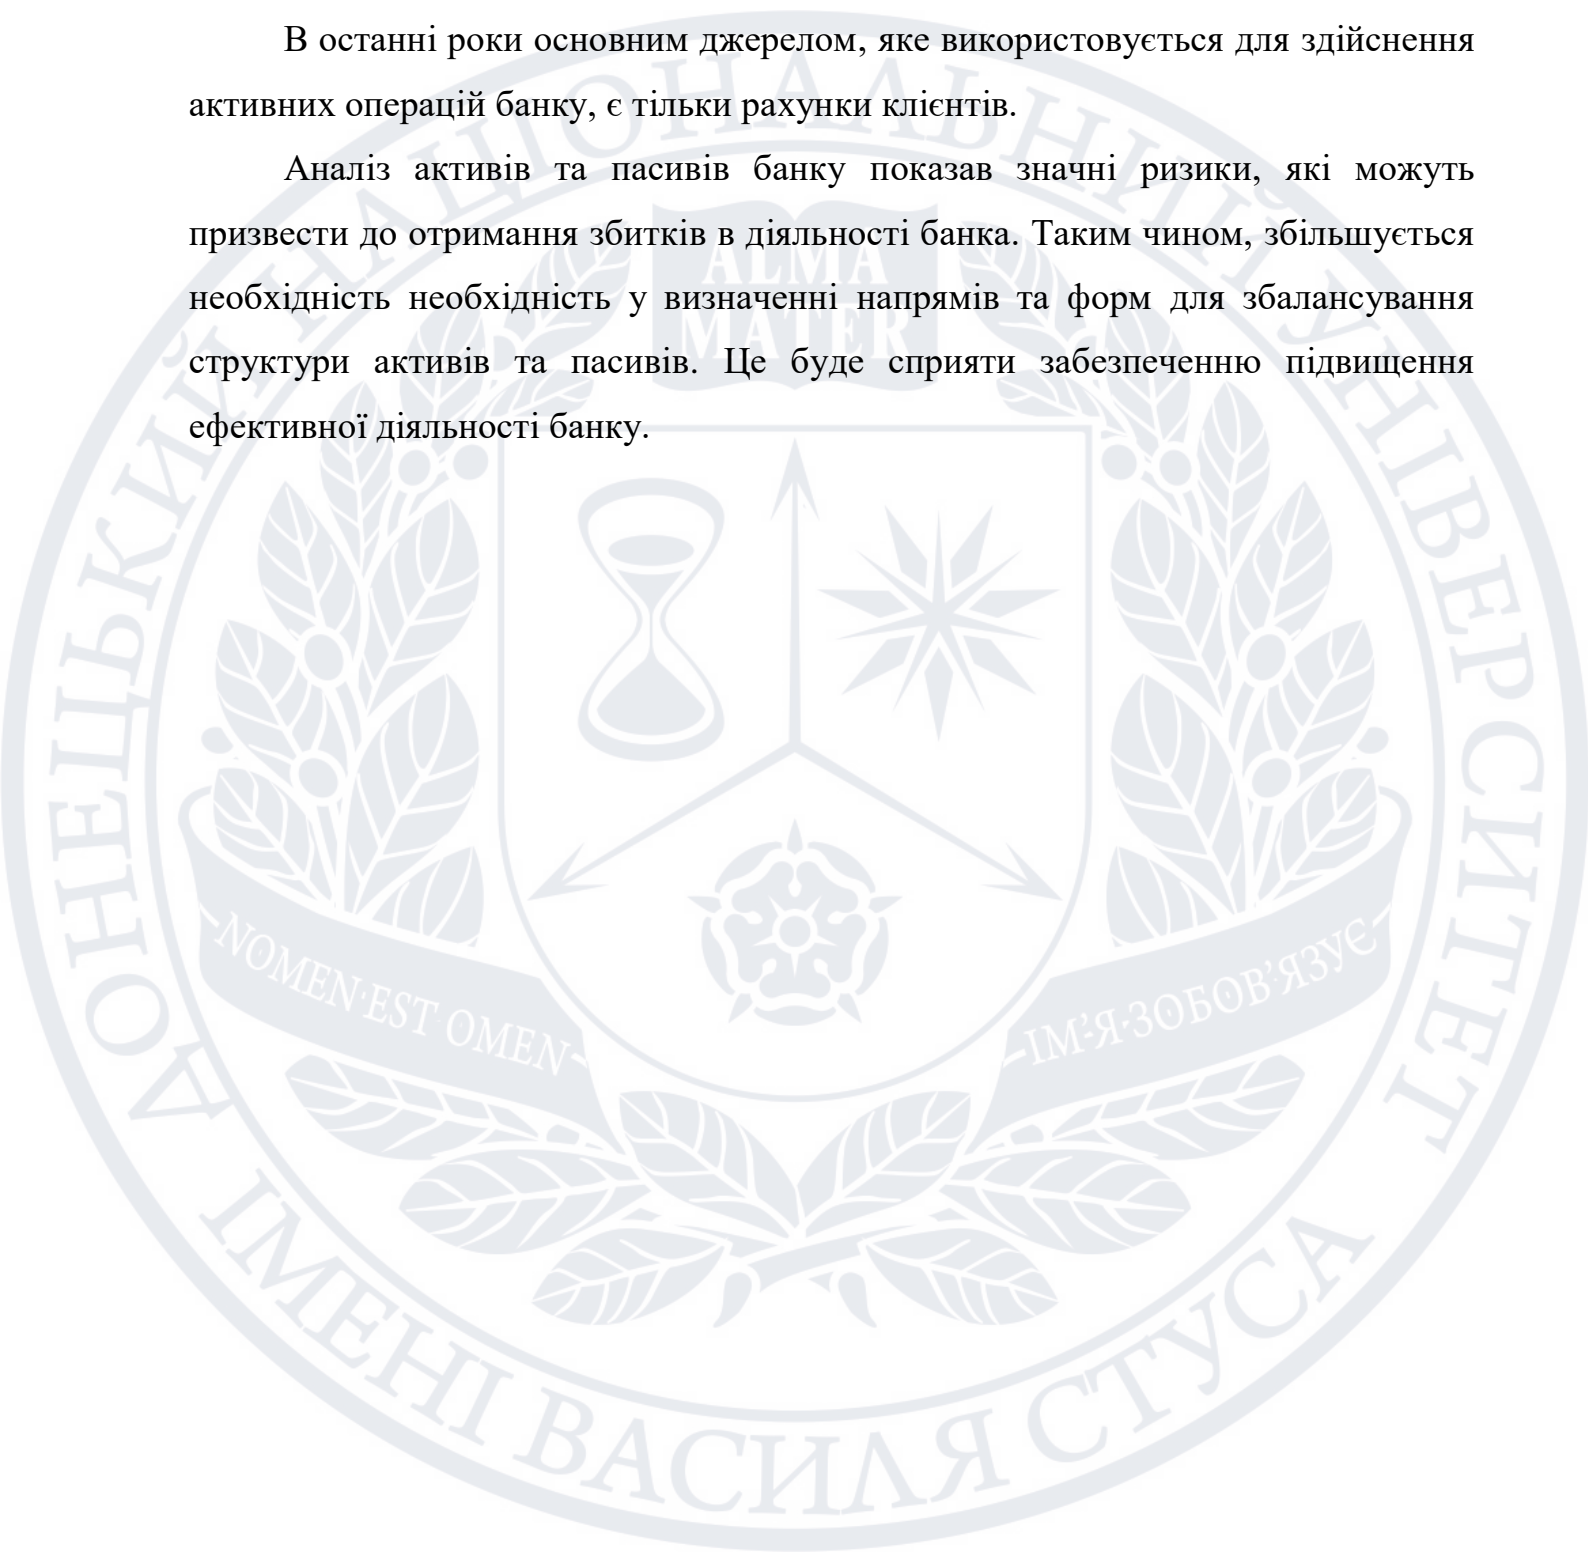 В останні роки основним джерелом, яке використовується для здійснення
активних операцій банку, є тільки рахунки клієнтів.
Аналіз активів та пасивів банку показав значні ризики, які можуть
призвести до отримання збитків в діяльності банка. Таким чином, збільшується
необхідність необхідність у визначенні напрямів та форм для збалансування
структури активів та пасивів. Це буде сприяти забезпеченню підвищення
ефективної діяльності банку.
ДОНЕЦЬКИЙ НАЦІОНАЛЬНИЙ УНІВЕРСИТЕТ
ALMA
MATER
NOMEN EST OMEN
ІМ'Я ЗОБОВ'ЯЗУЄ
ІМЕНІ ВАСИЛЯ СТУСА